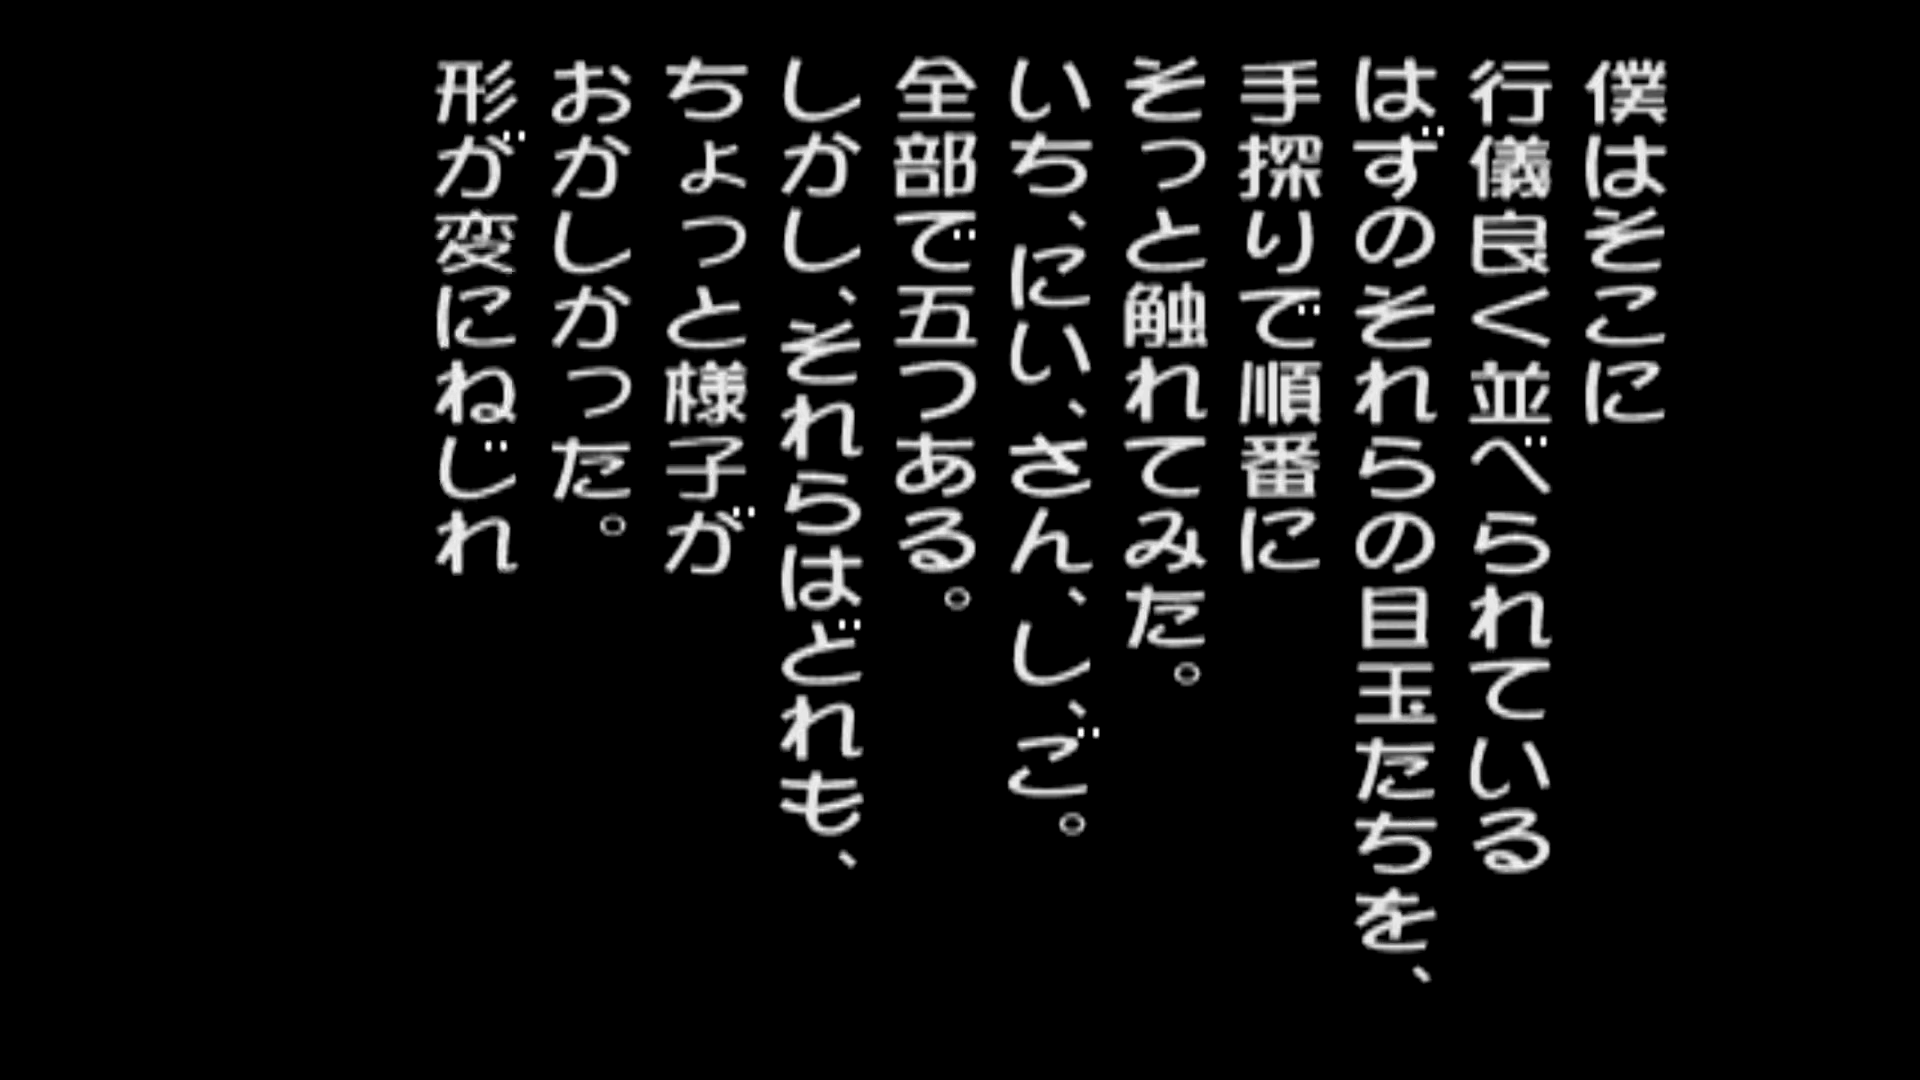 僕はそこに
行儀良く並べられている
はずのそれらの目玉たちを、
手探りで順番に
そっと触れてみた。
いち、にい、さん、し、ご。
全部で五つある。
しかし、それらはどれも、
ちょっと様子が
おかしかった。
形が変にねじれ